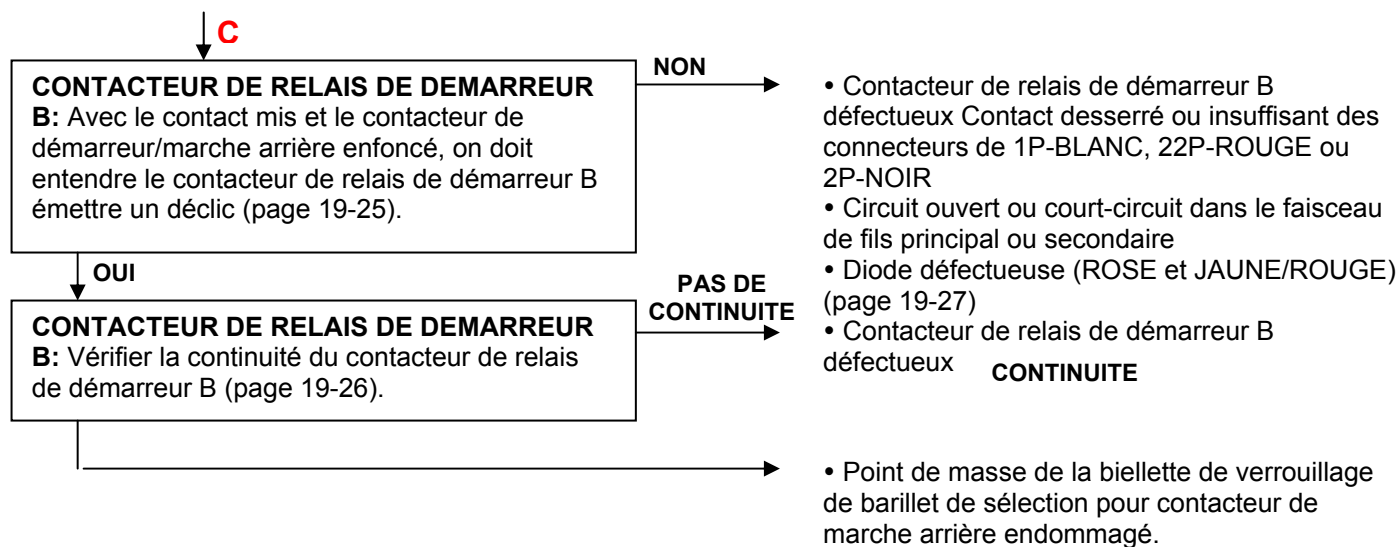 C
CONTACTEUR DE RELAIS DE DEMARREUR
B: Avec le contact mis et le contacteur de
démarreur/marche arrière enfoncé, on doit
entendre le contacteur de relais de démarreur B
émettre un déclic (page 19-25).
NON
• Contacteur de relais de démarreur B
défectueux Contact desserré ou insuffisant des
connecteurs de 1P-BLANC, 22P-ROUGE ou
2P-NOIR
• Circuit ouvert ou court-circuit dans le faisceau
de fils principal ou secondaire
• Diode défectueuse (ROSE et JAUNE/ROUGE)
(page 19-27)
OUI
CONTACTEUR DE RELAIS DE DEMARREUR
B: Vérifier la continuité du contacteur de relais
de démarreur B (page 19-26).
PAS DE
CONTINUITE
• Contacteur de relais de démarreur B
défectueux
CONTINUITE
• Point de masse de la biellette de verrouillage
de barillet de sélection pour contacteur de
marche arrière endommagé.